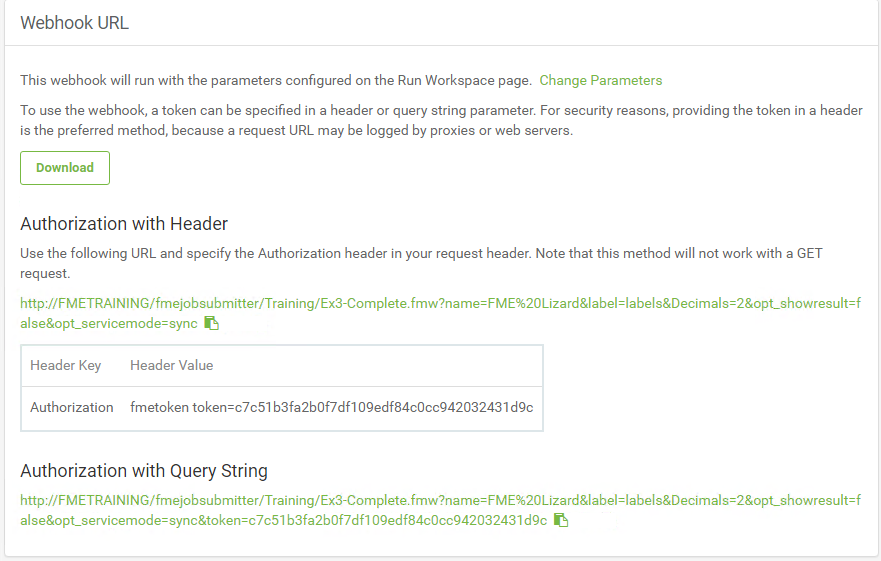 Webhook URL
This webhook will run with the parameters configured on the Run Workspace page. Change Parameters
To use the webhook, a token can be specified in a header or query string parameter. For security reasons, providing the token in a header
is the preferred method, because a request URL may be logged by proxies or web servers.
Download
Authorization with Header
Use the following URL and specify the Authorization header in your request header. Note that this method will not work with a GET
request.
http://FMETRAINING/fmejobsubmitter/Training/Ex3-Complete.fmw?name=FME%20Lizard&label=labels&Decimals=2&opt_showresult=f
alse&opt_servicemode=sync
Header Key Header Value
Authorization fmetoken token=c7c51b3fa2b0f7df109edf84c0cc942032431d9c
Authorization with Query String
http://FMETRAINING/fmejobsubmitter/Training/Ex3-Complete.fmw?name=FME%20Lizard&label=labels&Decimals=2&opt_showresult=f
alse&opt_servicemode=sync&token=c7c51b3fa2b0f7df109edf84c0cc942032431d9c